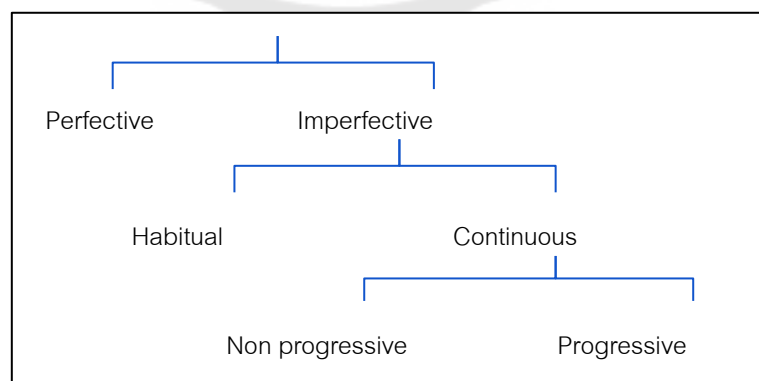 Perfective Imperfective
Habitual Continuous
Non progressive Progressive